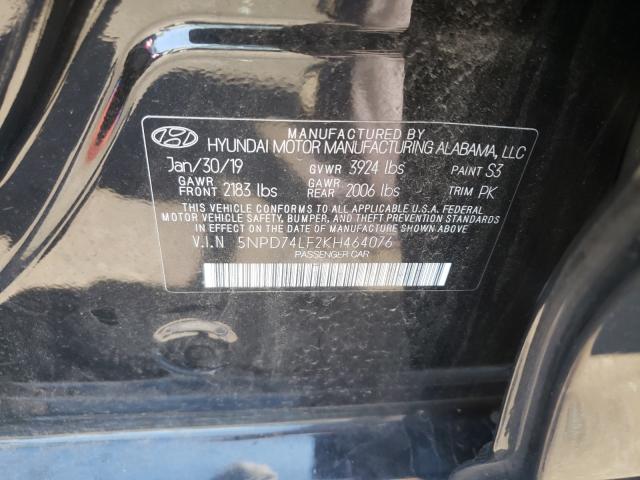 MANUFACTURED BY
HYUNDAI MOTOR MANUFACTURING ALABAMA, LLC
Jan/30/19 GVWR 3924 lbs PAINT S3
GAWR FRONT 2183 lbs GAWR REAR 2006 lbs TRIM PK
THIS VEHICLE CONFORMS TO ALL APPLICABLE U.S.A. FEDERAL
MOTOR VEHICLE SAFETY, BUMPER, AND THEFT PREVENTION STANDARDS
IN EFFECT ON THE DATE OF MANUFACTURE SHOWN ABOVE.
V.I.N 5NPD74LF2KH464076
PASSENGER CAR